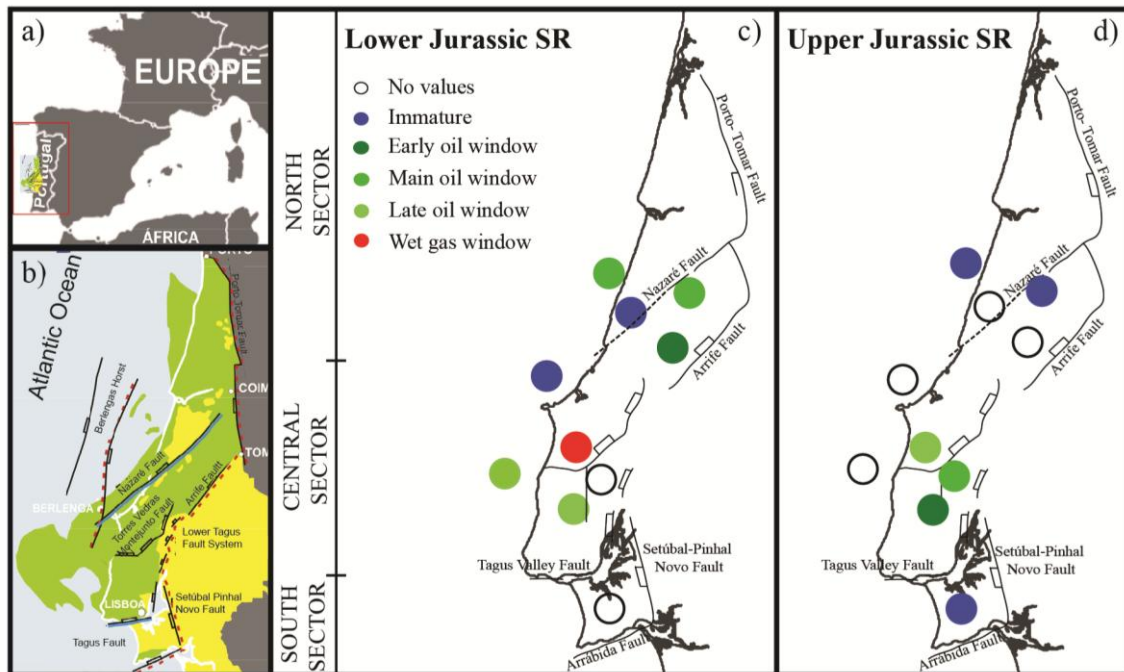 a)
EUROPE
Portugal
ÁFRICA
b)
PORTO
Atlantic Ocean
Porto-Tomar Fault
Berlengas Horst
COIM
Nazaré Fault
TOM
BERLENGA
Arrife Faultt
Torres Vedras
Montejunto Fault
Lower Tagus
Fault System
LISBOA
Setúbal Pinhal
Novo Fault
Tagus Fault
NORTH
SECTOR
CENTRAL
SECTOR
SOUTH
SECTOR
Lower Jurassic SR
c)
No values
Immature
Early oil window
Main oil window
Late oil window
Wet gas window
Porto- Tomar Fault
Nazaré Fault
Arrife Fault
Tagus Valley Fault
Setúbal-Pinhal
Novo Fault
Arrábida Fault
Upper Jurassic SR
d)
Porto- Tomar Fault
Nazaré Fault
Arrife Fault
Tagus Valley Fault
Setúbal-Pinhal
Novo Fault
Arrábida Fault